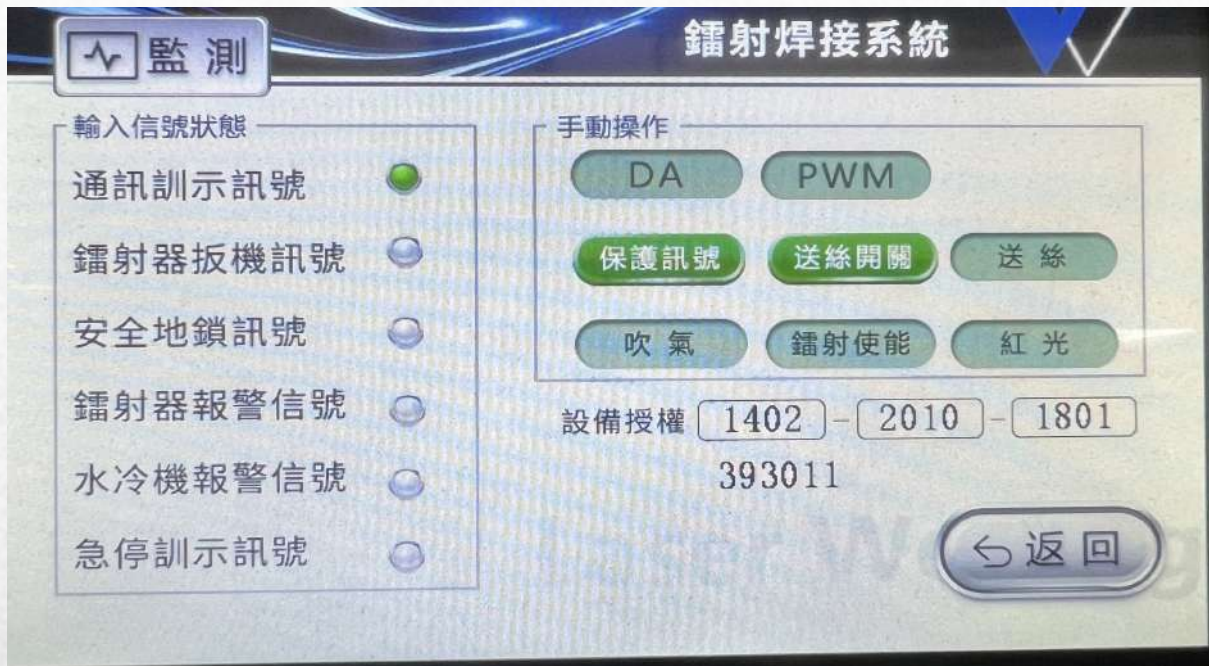 監測
鐳射焊接系統
輸入信號狀態
通訊訓示訊號
鐳射器扳機訊號
安全地鎖訊號
鐳射器報警信號
水冷機報警信號
急停訓示訊號
手動操作
DA PWM
保護訊號 送絲開關 送絲
吹氣 鐳射使能 紅光
設備授權 1402-2010-1801
393011
返回